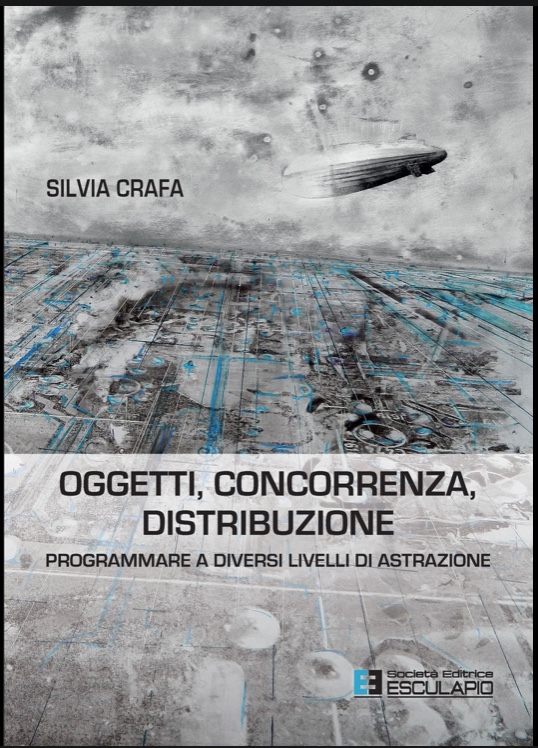 SILVIA CRAFA
OGGETTI, CONCORRENZA,
DISTRIBUZIONE
PROGRAMMARE A DIVERSI LIVELLI DI ASTRAZIONE
Società Editrice
ESCULAPIO